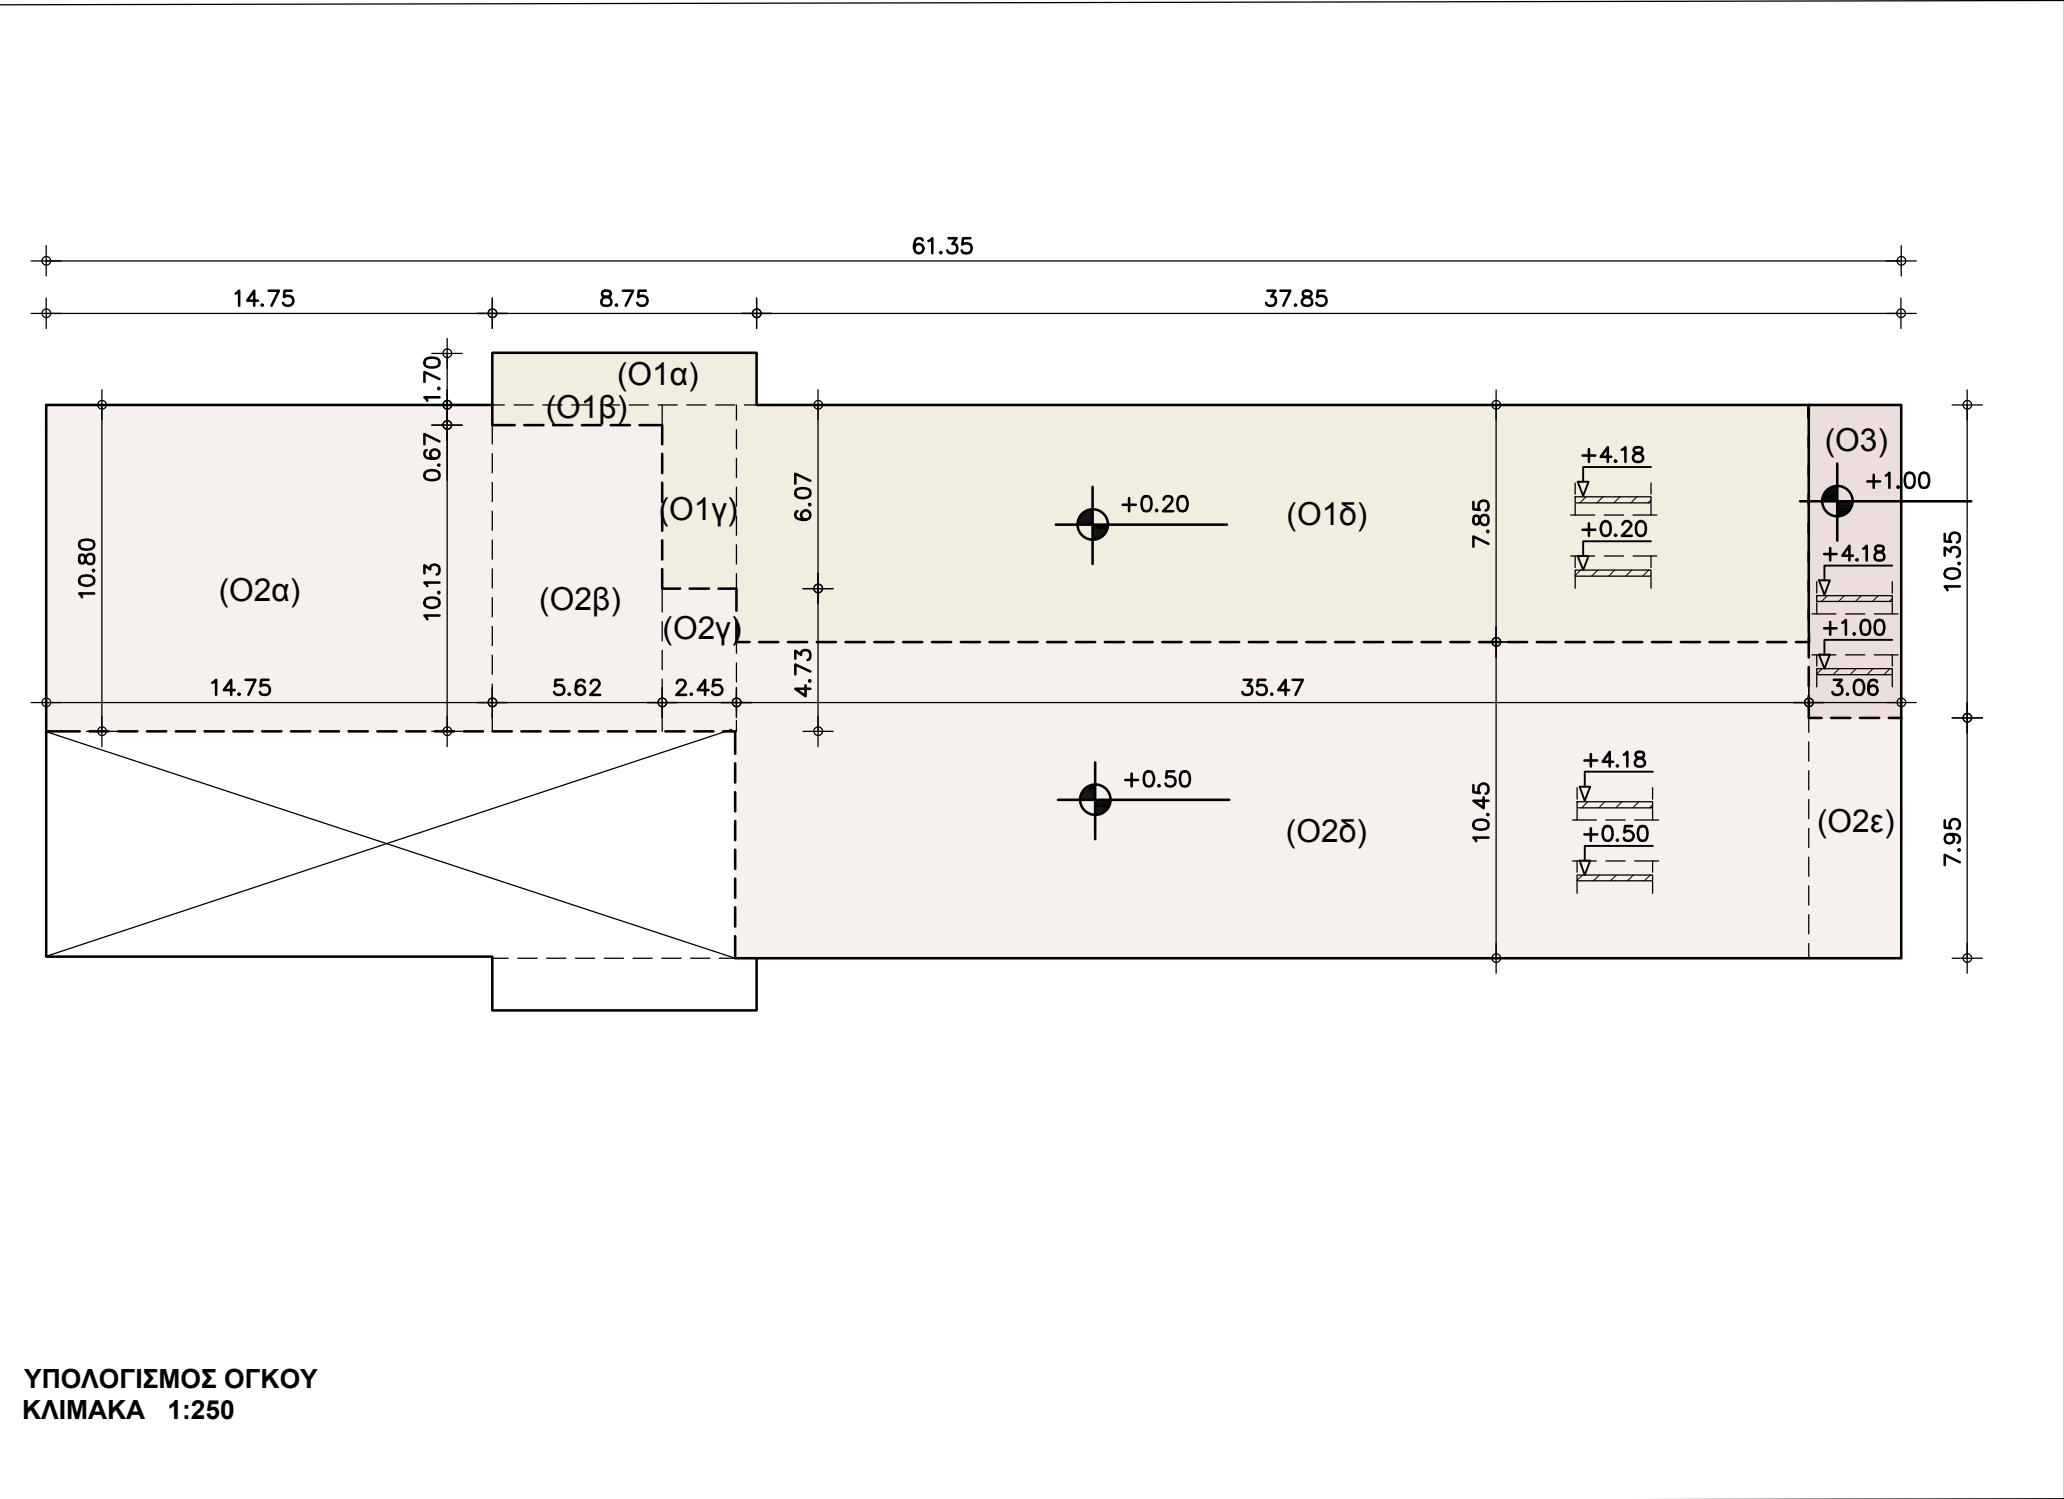 61.35
14.75 8.75 37.85
1.70
(Ο1α)
(Ο1β)
0.67
6.07
+4.18
(Ο3)
+1.00
+0.20
(Ο1γ)
(Ο1δ)
7.85
+0.20
10.80
10.13
10.35
+4.18
(Ο2α)
(Ο2β)
(Ο2γ)
+1.00
4.73
14.75 5.62 2.45 35.47 3.06
+4.18
+0.50
(Ο2δ)
10.45
+0.50
(Ο2ε)
7.95
ΥΠΟΛΟΓΙΣΜΟΣ ΟΓΚΟΥ
ΚΛΙΜΑΚΑ 1:250